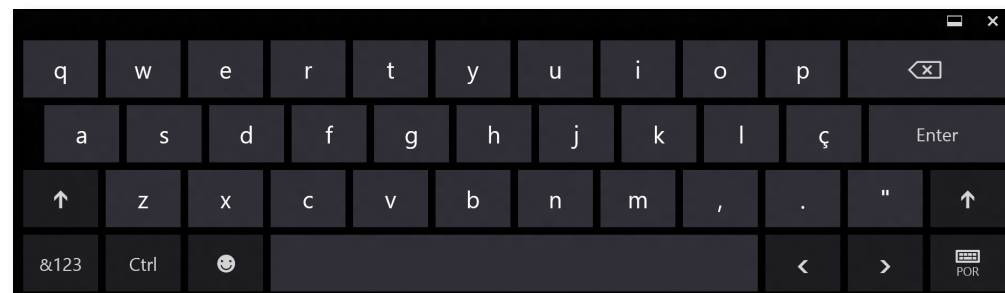 q w e r t y u i o p
a s d f g h j k l ç Enter
z x c v b n m , . "
&123 Ctrl < >
POR